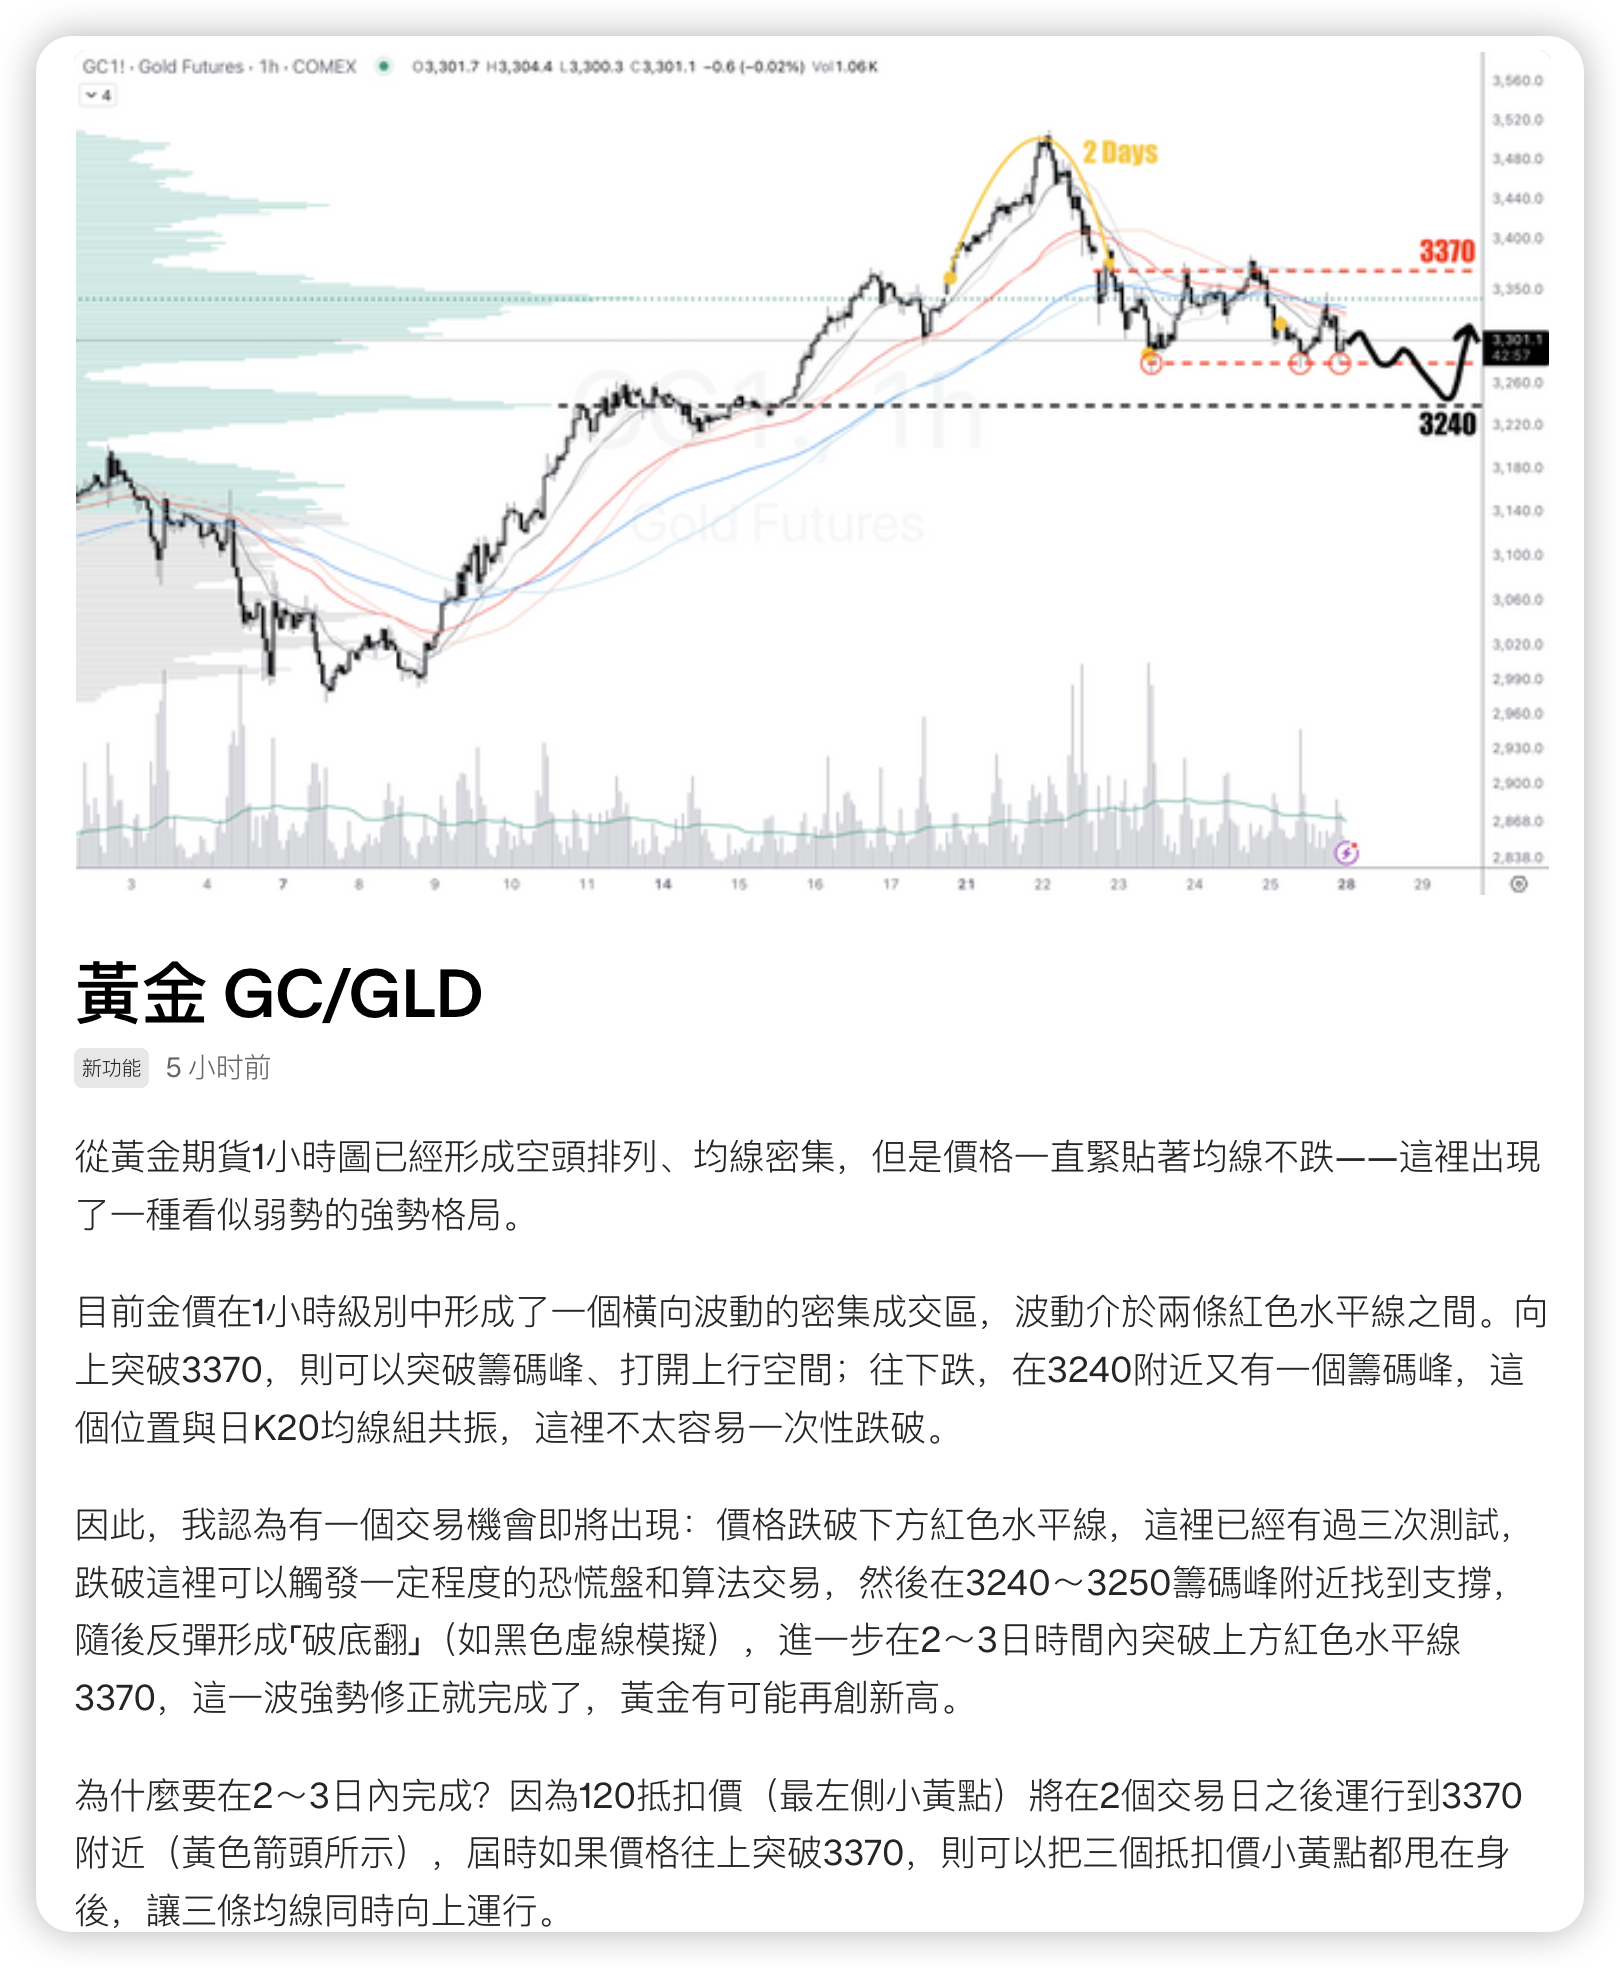 GC1! · Gold Futures · 1h · COMEX O3,301.7 H3,304.4 L3,300.3 C3,301.1 −0.6 (−0.02%) Vol1.06K
4
3,560.0
3,520.0
2 Days
3,480.0
3,440.0
3,400.0
3370
3,350.0
3,301.1
42:57
3,260.0
3240
3,220.0
GC1!, 1h
Gold Futures
3,180.0
3,140.0
3,100.0
3,060.0
3,020.0
2,990.0
2,960.0
2,930.0
2,900.0
2,868.0
2,838.0
3 4 7 8 9 10 11 14 15 16 17 21 22 23 24 25 28 29
黃金 GC/GLD
新功能 5 小时前
從黃金期貨1小時圖已經形成空頭排列、均線密集，但是價格一直緊貼著均線不跌——這裡出現
了一種看似弱勢的強勢格局。
目前金價在1小時級別中形成了一個橫向波動的密集成交區，波動介於兩條紅色水平線之間。向
上突破3370，則可以突破籌碼峰、打開上行空間；往下跌，在3240附近又有一個籌碼峰，這
個位置與日K20均線組共振，這裡不太容易一次性跌破。
因此，我認為有一個交易機會即將出現：價格跌破下方紅色水平線，這裡已經有過三次測試，
跌破這裡可以觸發一定程度的恐慌盤和算法交易，然後在3240～3250籌碼峰附近找到支撐，
隨後反彈形成「破底翻」（如黑色虛線模擬），進一步在2～3日時間內突破上方紅色水平線
3370，這一波強勢修正就完成了，黃金有可能再創新高。
為什麼要在2～3日內完成？因為120抵扣價（最左側小黃點）將在2個交易日之後運行到3370
附近（黃色箭頭所示），屆時如果價格往上突破3370，則可以把三個抵扣價小黃點都甩在身
後，讓三條均線同時向上運行。